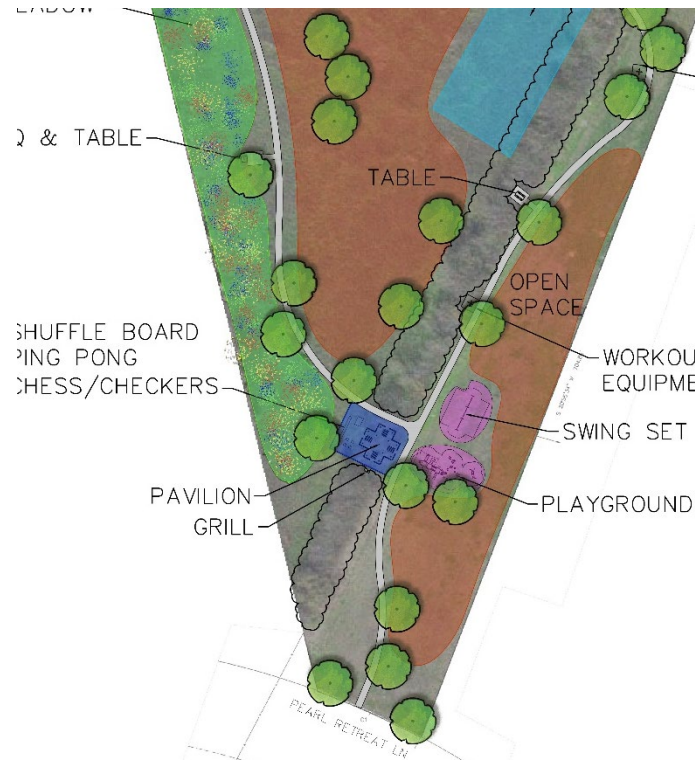 Q & TABLE
TABLE
OPEN
SPACE
SHUFFLE BOARD
PING PONG
CHESS/CHECKERS
WORKOU
EQUIPME
SWING SET
PAVILION
GRILL
PLAYGROUND
PEARL RETREAT LN